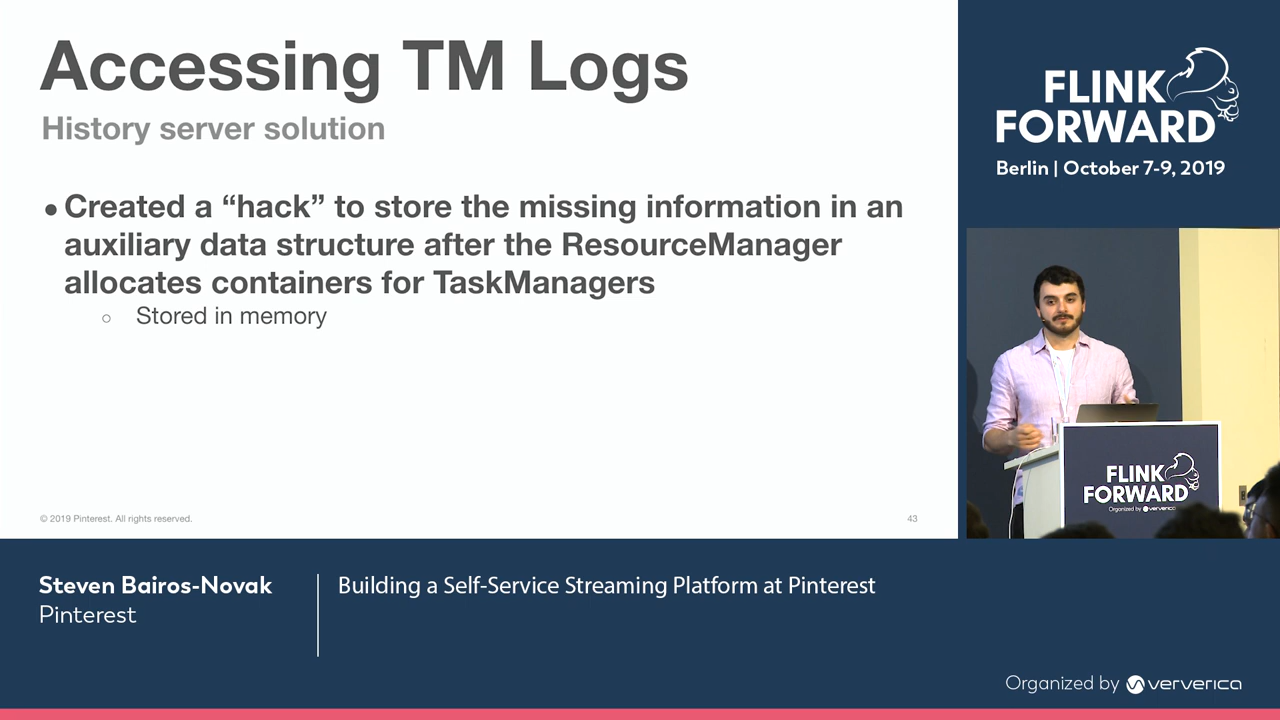 Accessing TM Logs
History server solution
● Created a “hack” to store the missing information in an
auxiliary data structure after the ResourceManager
allocates containers for TaskManagers
○ Stored in memory
© 2019 Pinterest. All rights reserved.
43
FLINK
FORWARD
Berlin | October 7-9, 2019
FLINK
FORWARD
Organized by ververica
Steven Bairos-Novak
Pinterest
Building a Self-Service Streaming Platform at Pinterest
Organized by ververica